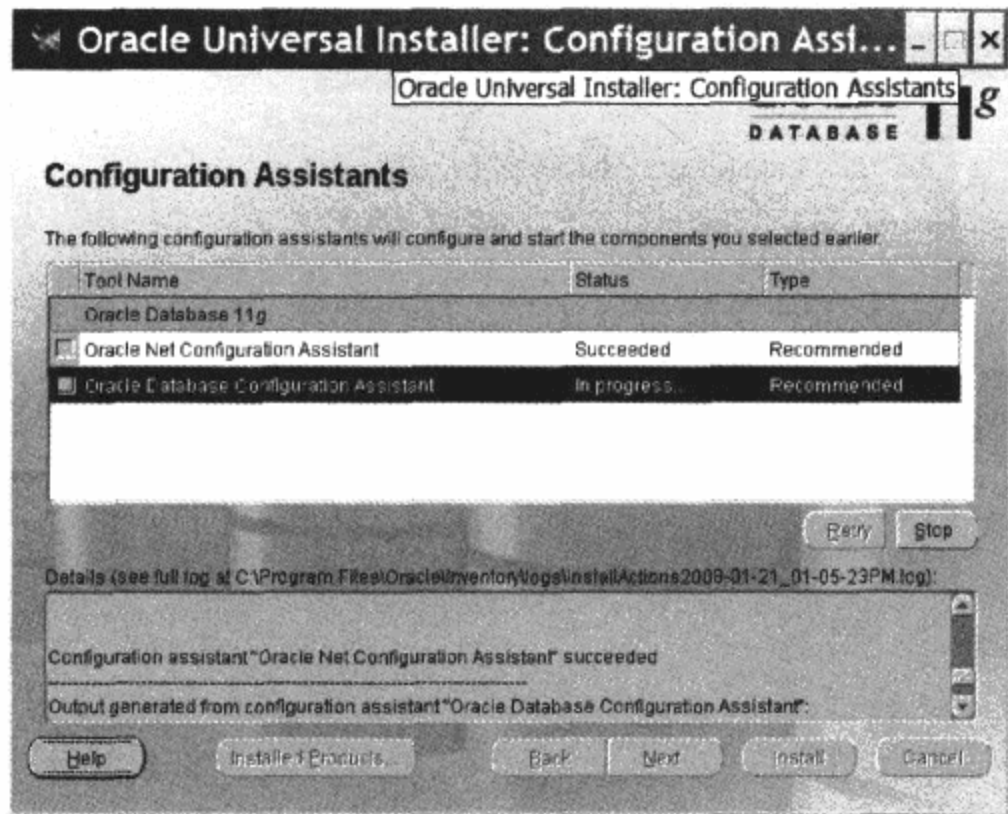 Oracle Universal Installer: Configuration Assi...
Oracle Universal Installer: Configuration Assistants
DATABASE 11g
Configuration Assistants
The following configuration assistants will configure and start the components you selected earlier.
Tool Name Status Type
Oracle Database 11g
Oracle Net Configuration Assistant Succeeded Recommended
Oracle Database Configuration Assistant In progress... Recommended
Retry Stop
Details (see full log at C:\Program Files\Oracle\Inventory\logs\installActions2009-01-21_01-05-23PM.log):
Configuration assistant "Oracle Net Configuration Assistant" succeeded
Output generated from configuration assistant "Oracle Database Configuration Assistant":
Help Installed Products... Back Next Install Cancel